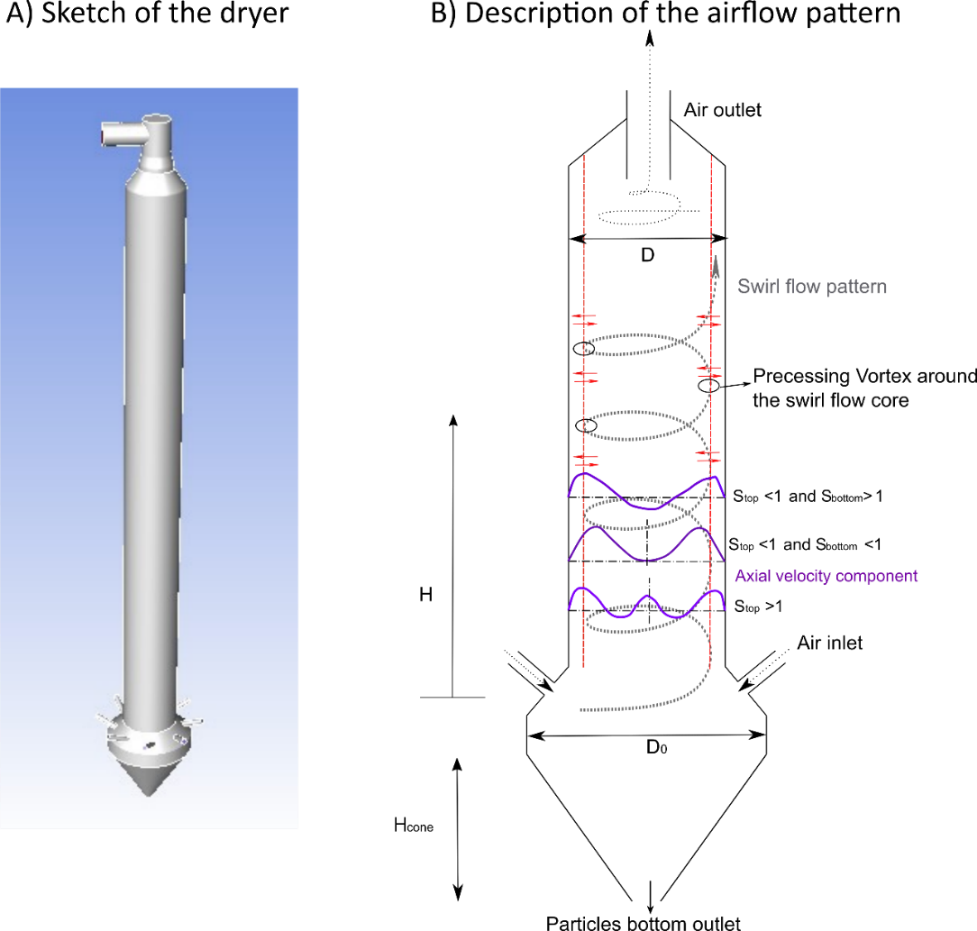 A) Sketch of the dryer
B) Description of the airflow pattern
Air outlet
D
Swirl flow pattern
Precessing Vortex around
the swirl flow core
Stop <1 and Sbottom> 1
Stop <1 and Sbottom <1
Axial velocity component
H
Stop >1
Air inlet
D0
Hcone
Particles bottom outlet